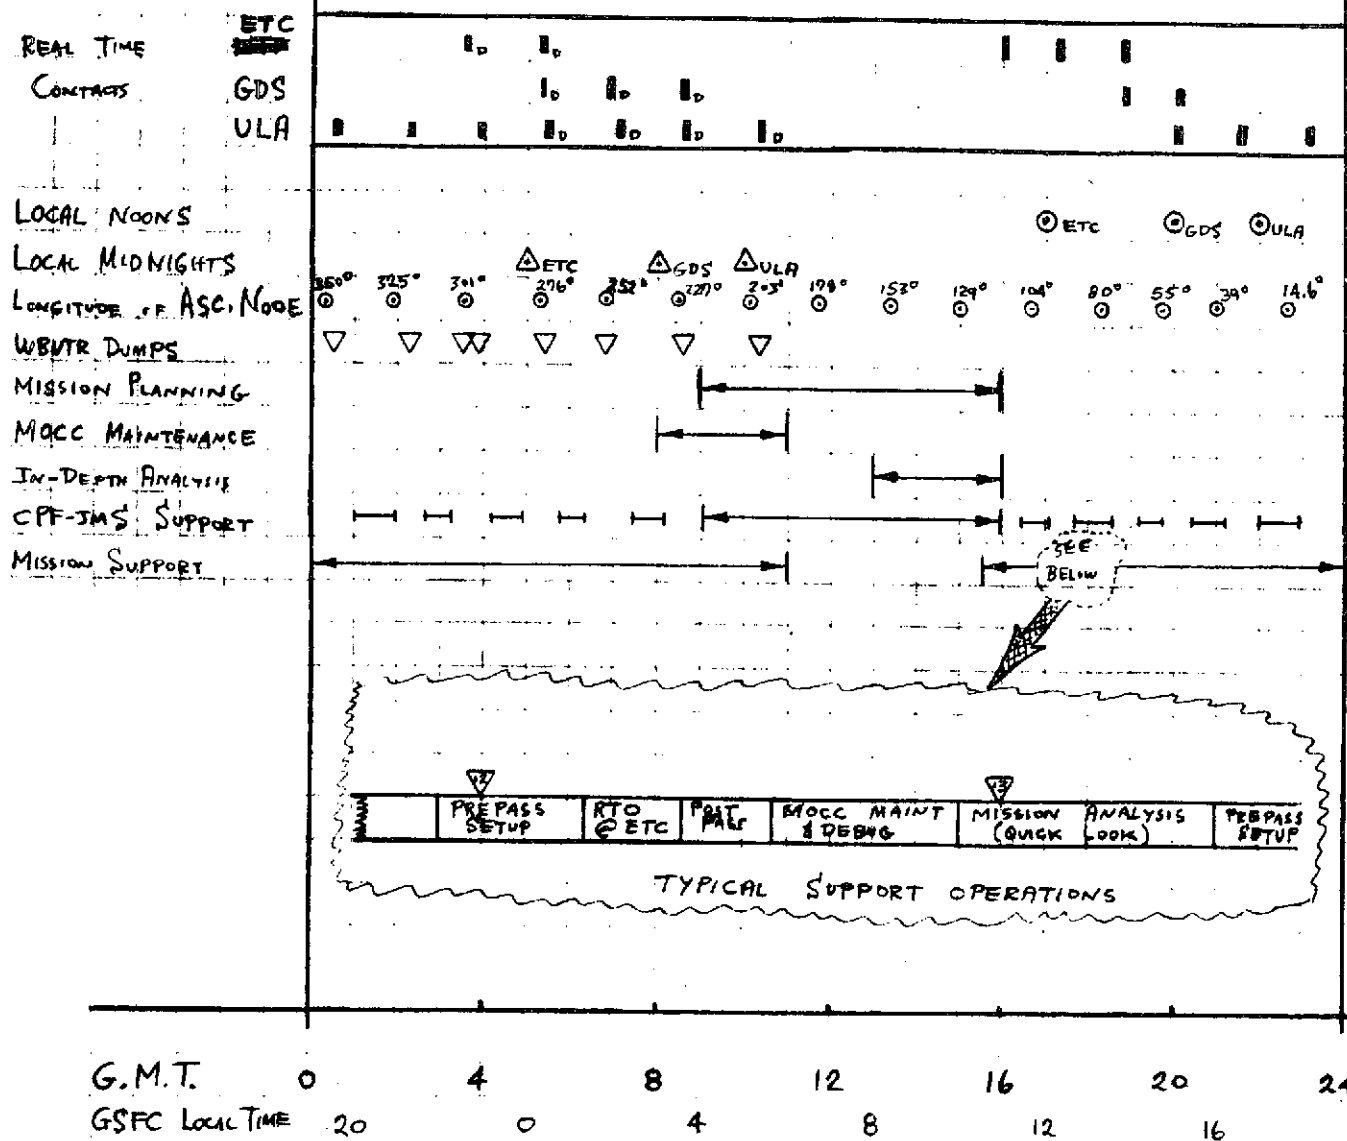 ETC
REAL TIME
D D
CONTACTS GDS
D D D
ULA
D D D D
LOCAL NOONS
ETC GDS ULA
LOCAL MIDNIGHTS
ETC GDS ULA
LONGITUDE OF ASC. NODE
350° 325° 301° 276° 252° 227° 203° 178° 153° 129° 104° 80° 55° 39° 14.6°
WBVTR DUMPS
MISSION PLANNING
MOCC MAINTENANCE
IN-DEPTH ANALYSIS
CPF-JMS SUPPORT
MISSION SUPPORT
SEE
BELOW
12 13
PREPASS
SETUP
RTO
@ ETC
POST
PASS
MOCC MAINT
& DEBUG
MISSION ANALYSIS
(QUICK LOOK)
PREPASS
SETUP
TYPICAL SUPPORT OPERATIONS
G.M.T. 0 4 8 12 16 20 24
GSFC LOCAL TIME 20 0 4 8 12 16